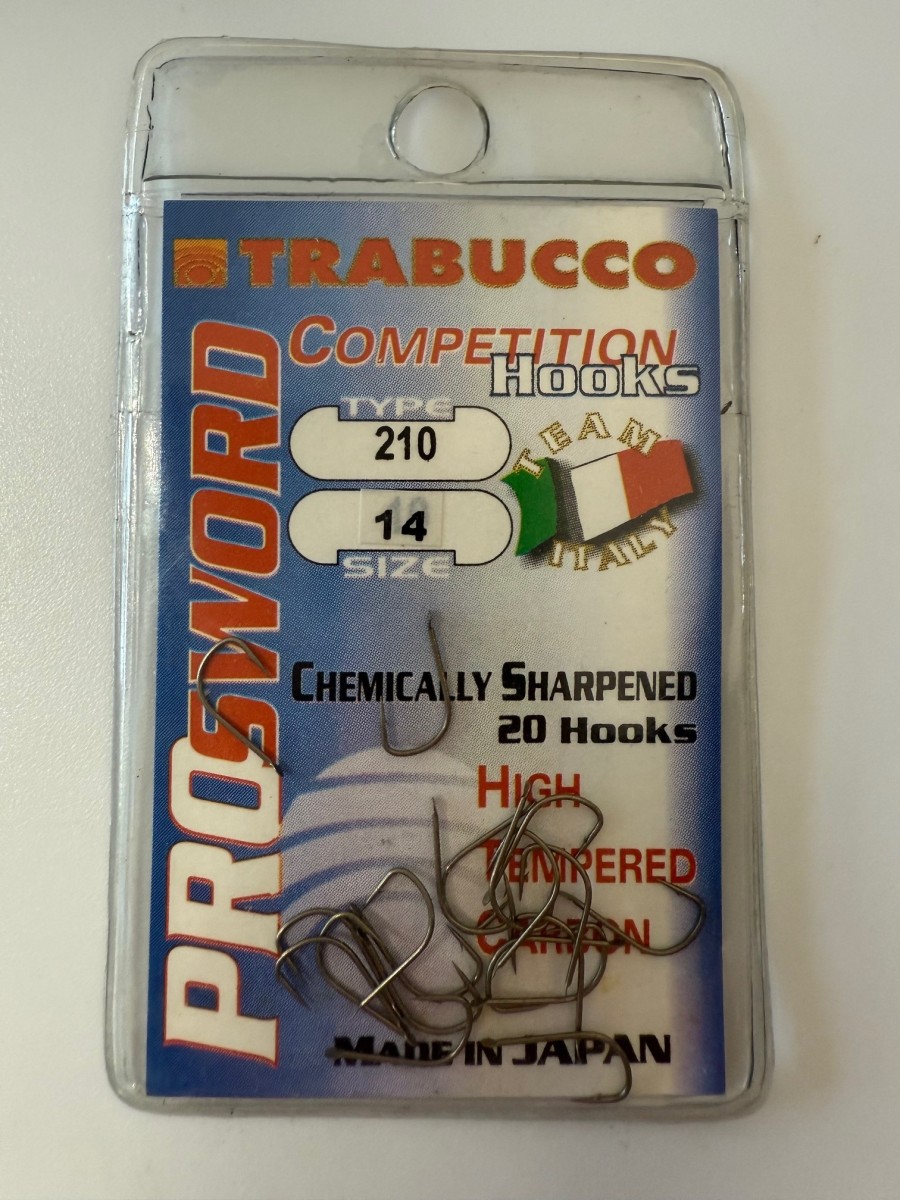 TRABUCCO
COMPETITION
Hooks
TYPE
210
14
SIZE
TEAM
ITALY
PROSWORD
CHEMICALLY SHARPENED
20 Hooks
HIGH
TEMPERED
CARBON
MADE IN JAPAN